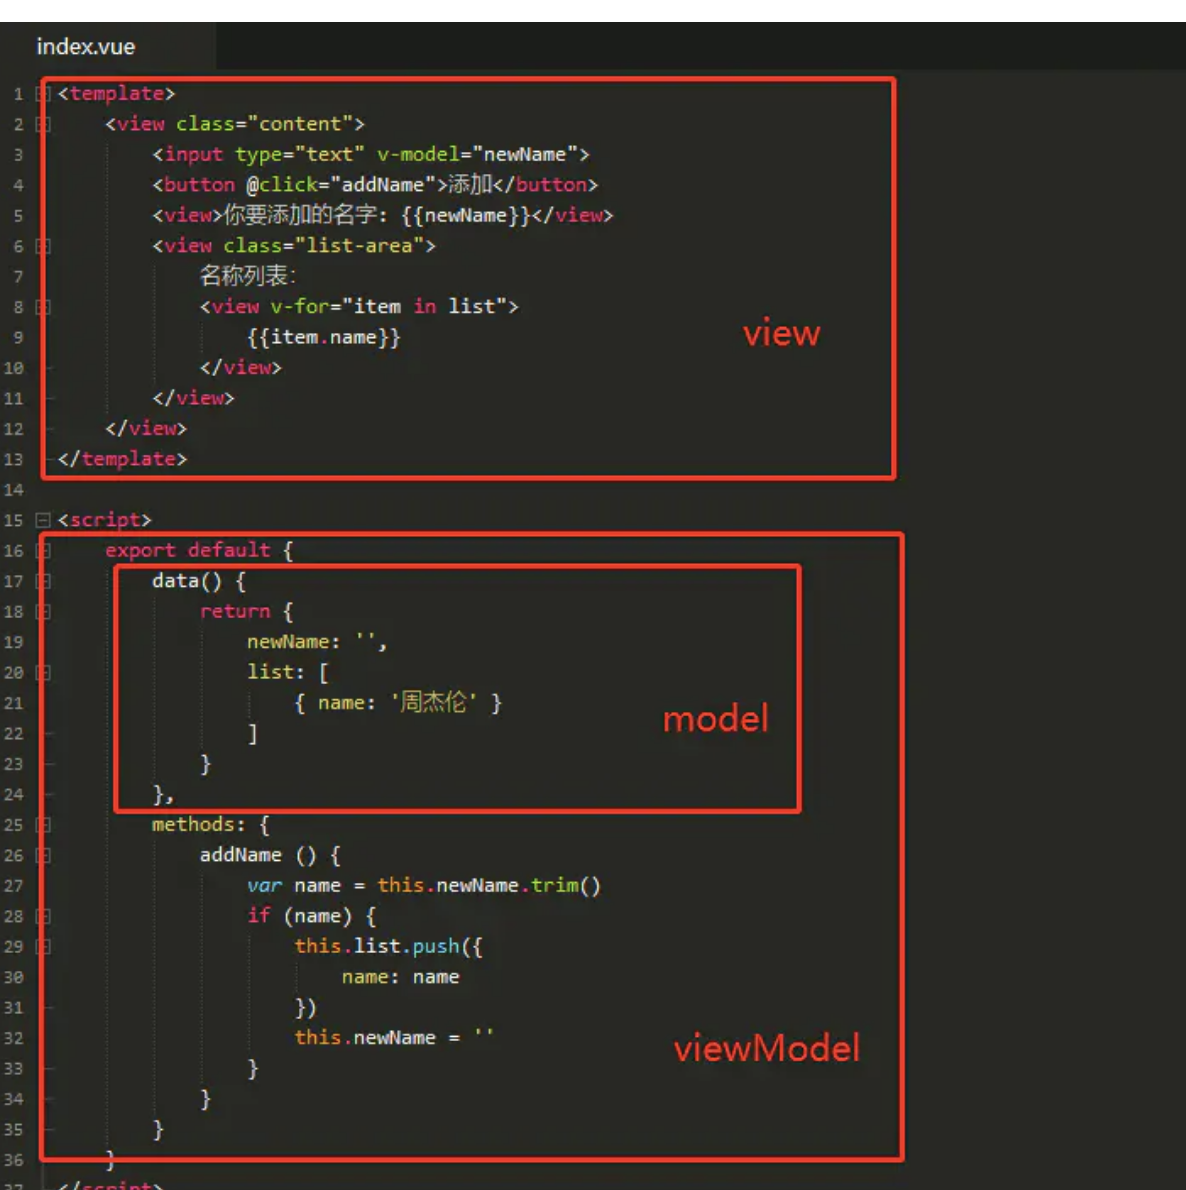 index.vue
1 <template>
2 <view class="content">
3 <input type="text" v-model="newName">
4 <button @click="addName">添加</button>
5 <view>你要添加的名字: {{newName}}</view>
6 <view class="list-area">
7 名称列表:
8 <view v-for="item in list">
9 {{item.name}}
view
10 </view>
11 </view>
12 </view>
13 </template>
14
15 <script>
16 export default {
17 data() {
18 return {
19 newName: '',
20 list: [
21 { name: '周杰伦' }
model
22 ]
23 }
24 },
25 methods: {
26 addName () {
27 var name = this.newName.trim()
28 if (name) {
29 this.list.push({
30 name: name
31 })
32 this.newName = ''
viewModel
33 }
34 }
35 }
36 }
37 </script>